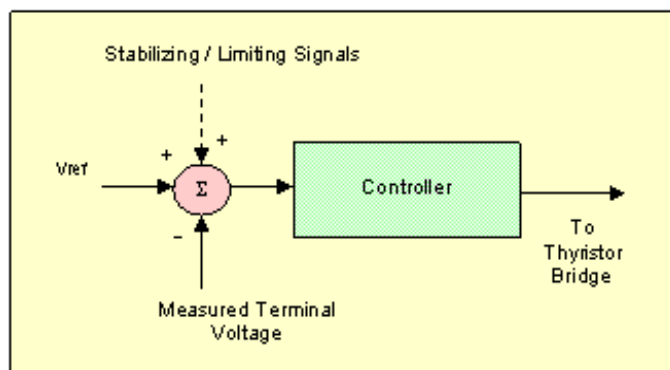 Stabilizing / Limiting Signals
+
+
Vref
Σ
Controller
-
To
Thyristor
Bridge
Measured Terminal
Voltage